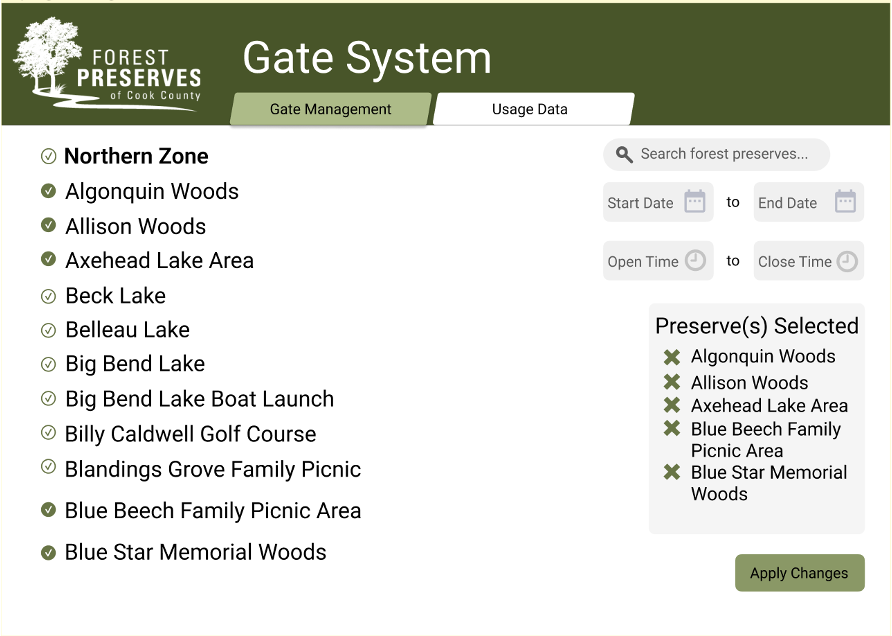 FOREST
PRESERVES
of Cook County
Gate System
Gate Management
Usage Data
Northern Zone
Algonquin Woods
Allison Woods
Axehead Lake Area
Beck Lake
Belleau Lake
Big Bend Lake
Big Bend Lake Boat Launch
Billy Caldwell Golf Course
Blandings Grove Family Picnic
Blue Beech Family Picnic Area
Blue Star Memorial Woods
Search forest preserves...
Start Date to End Date
Open Time to Close Time
Preserve(s) Selected
Algonquin Woods
Allison Woods
Axehead Lake Area
Blue Beech Family
Picnic Area
Blue Star Memorial
Woods
Apply Changes